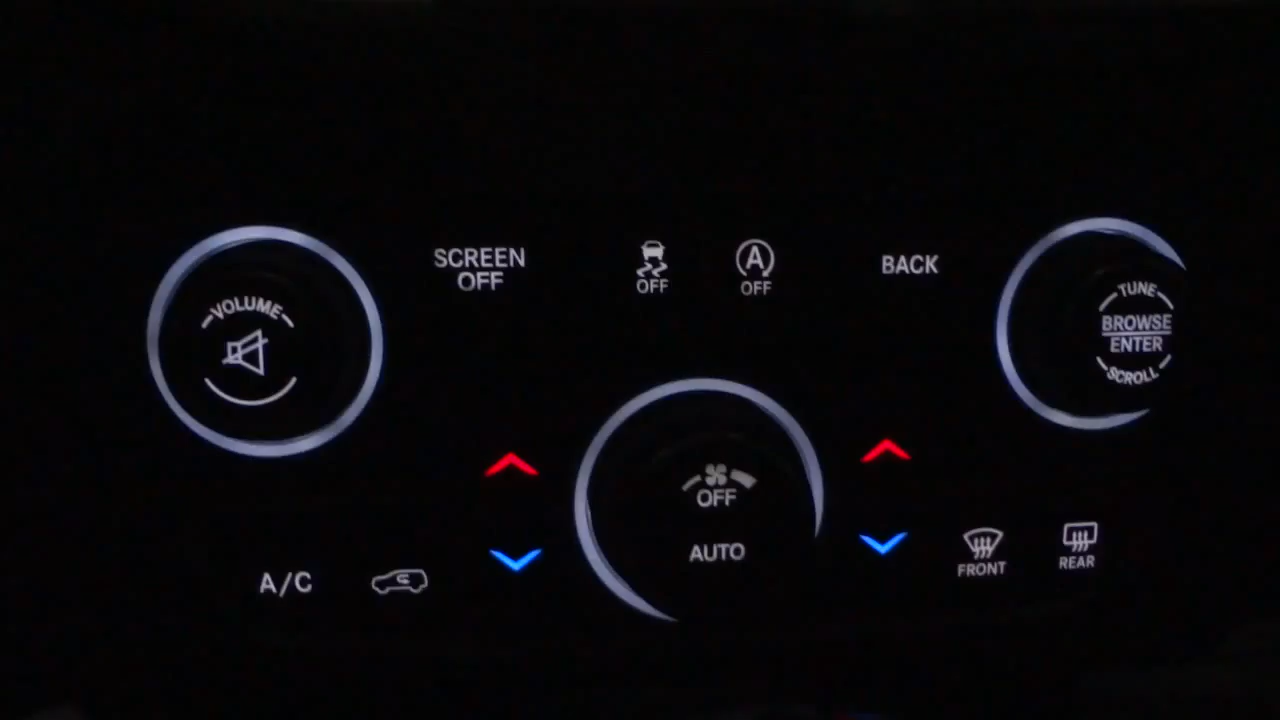 SCREEN
OFF
OFF
A
OFF
BACK
VOLUME
TUNE
BROWSE
ENTER
SCROLL
OFF
AUTO
A/C
FRONT
REAR